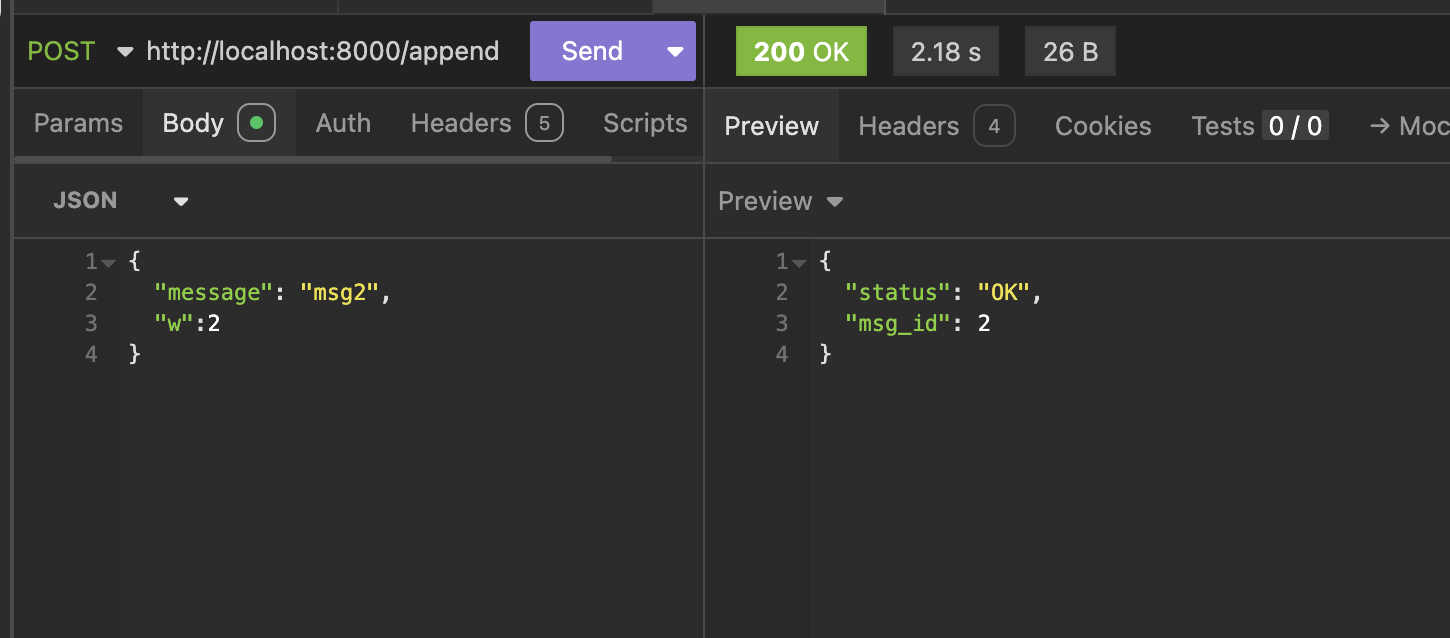 POST http://localhost:8000/append Send 200 OK 2.18 s 26 B
Params Body Auth Headers 5 Scripts Preview Headers 4 Cookies Tests 0 / 0 → Moc
JSON
1 {
2 "message": "msg2",
3 "w":2
4 }
Preview
1 {
2 "status": "OK",
3 "msg_id": 2
4 }